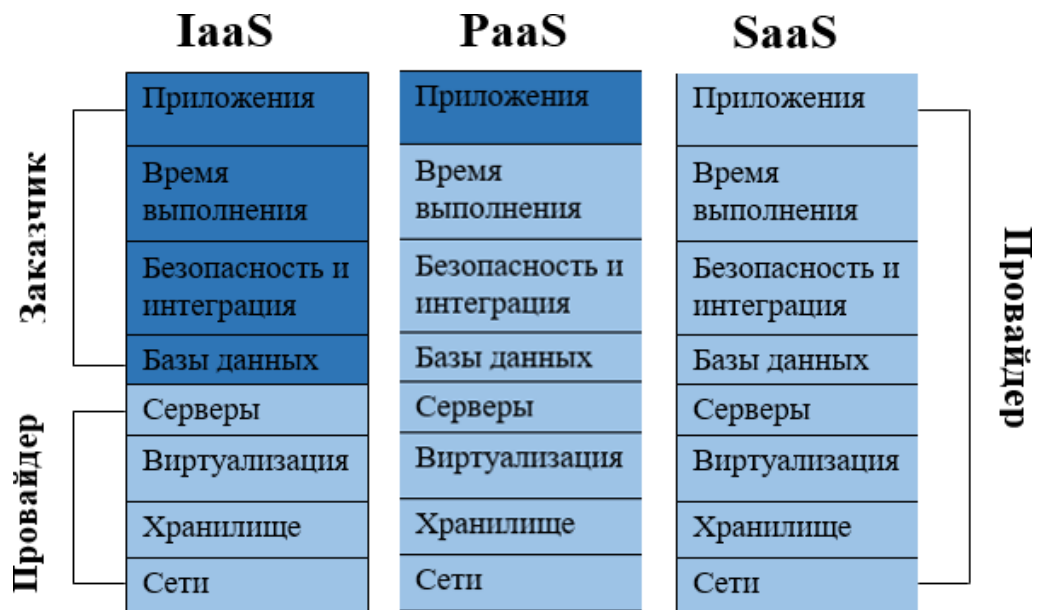 IaaS
PaaS
SaaS
Заказчик
Провайдер
Приложения
Время
выполнения
Безопасность и
интеграция
Базы данных
Серверы
Виртуализация
Хранилище
Сети
Приложения
Время
выполнения
Безопасность и
интеграция
Базы данных
Серверы
Виртуализация
Хранилище
Сети
Приложения
Время
выполнения
Безопасность и
интеграция
Базы данных
Серверы
Виртуализация
Хранилище
Сети
Провайдер